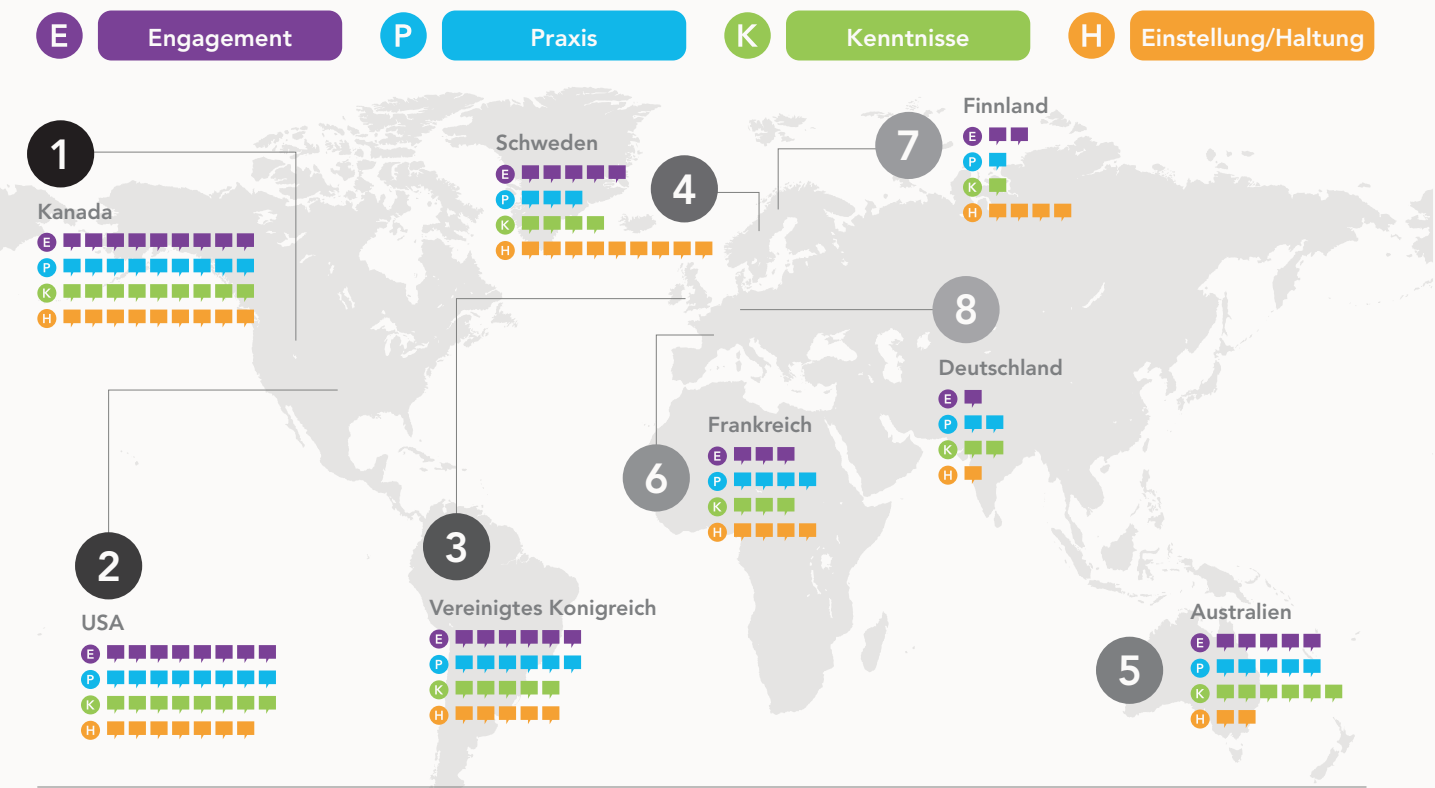 E Engagement P Praxis K Kenntnisse H Einstellung/Haltung
1
Kanada
E
P
K
H
Schweden
E
P
K
H
4
7
Finnland
E
P
K
H
8
Deutschland
E
P
K
H
Frankreich
E
P
K
H
6
2
USA
E
P
K
H
3
Vereinigtes Konigreich
E
P
K
H
Australien
E
P
K
H
5